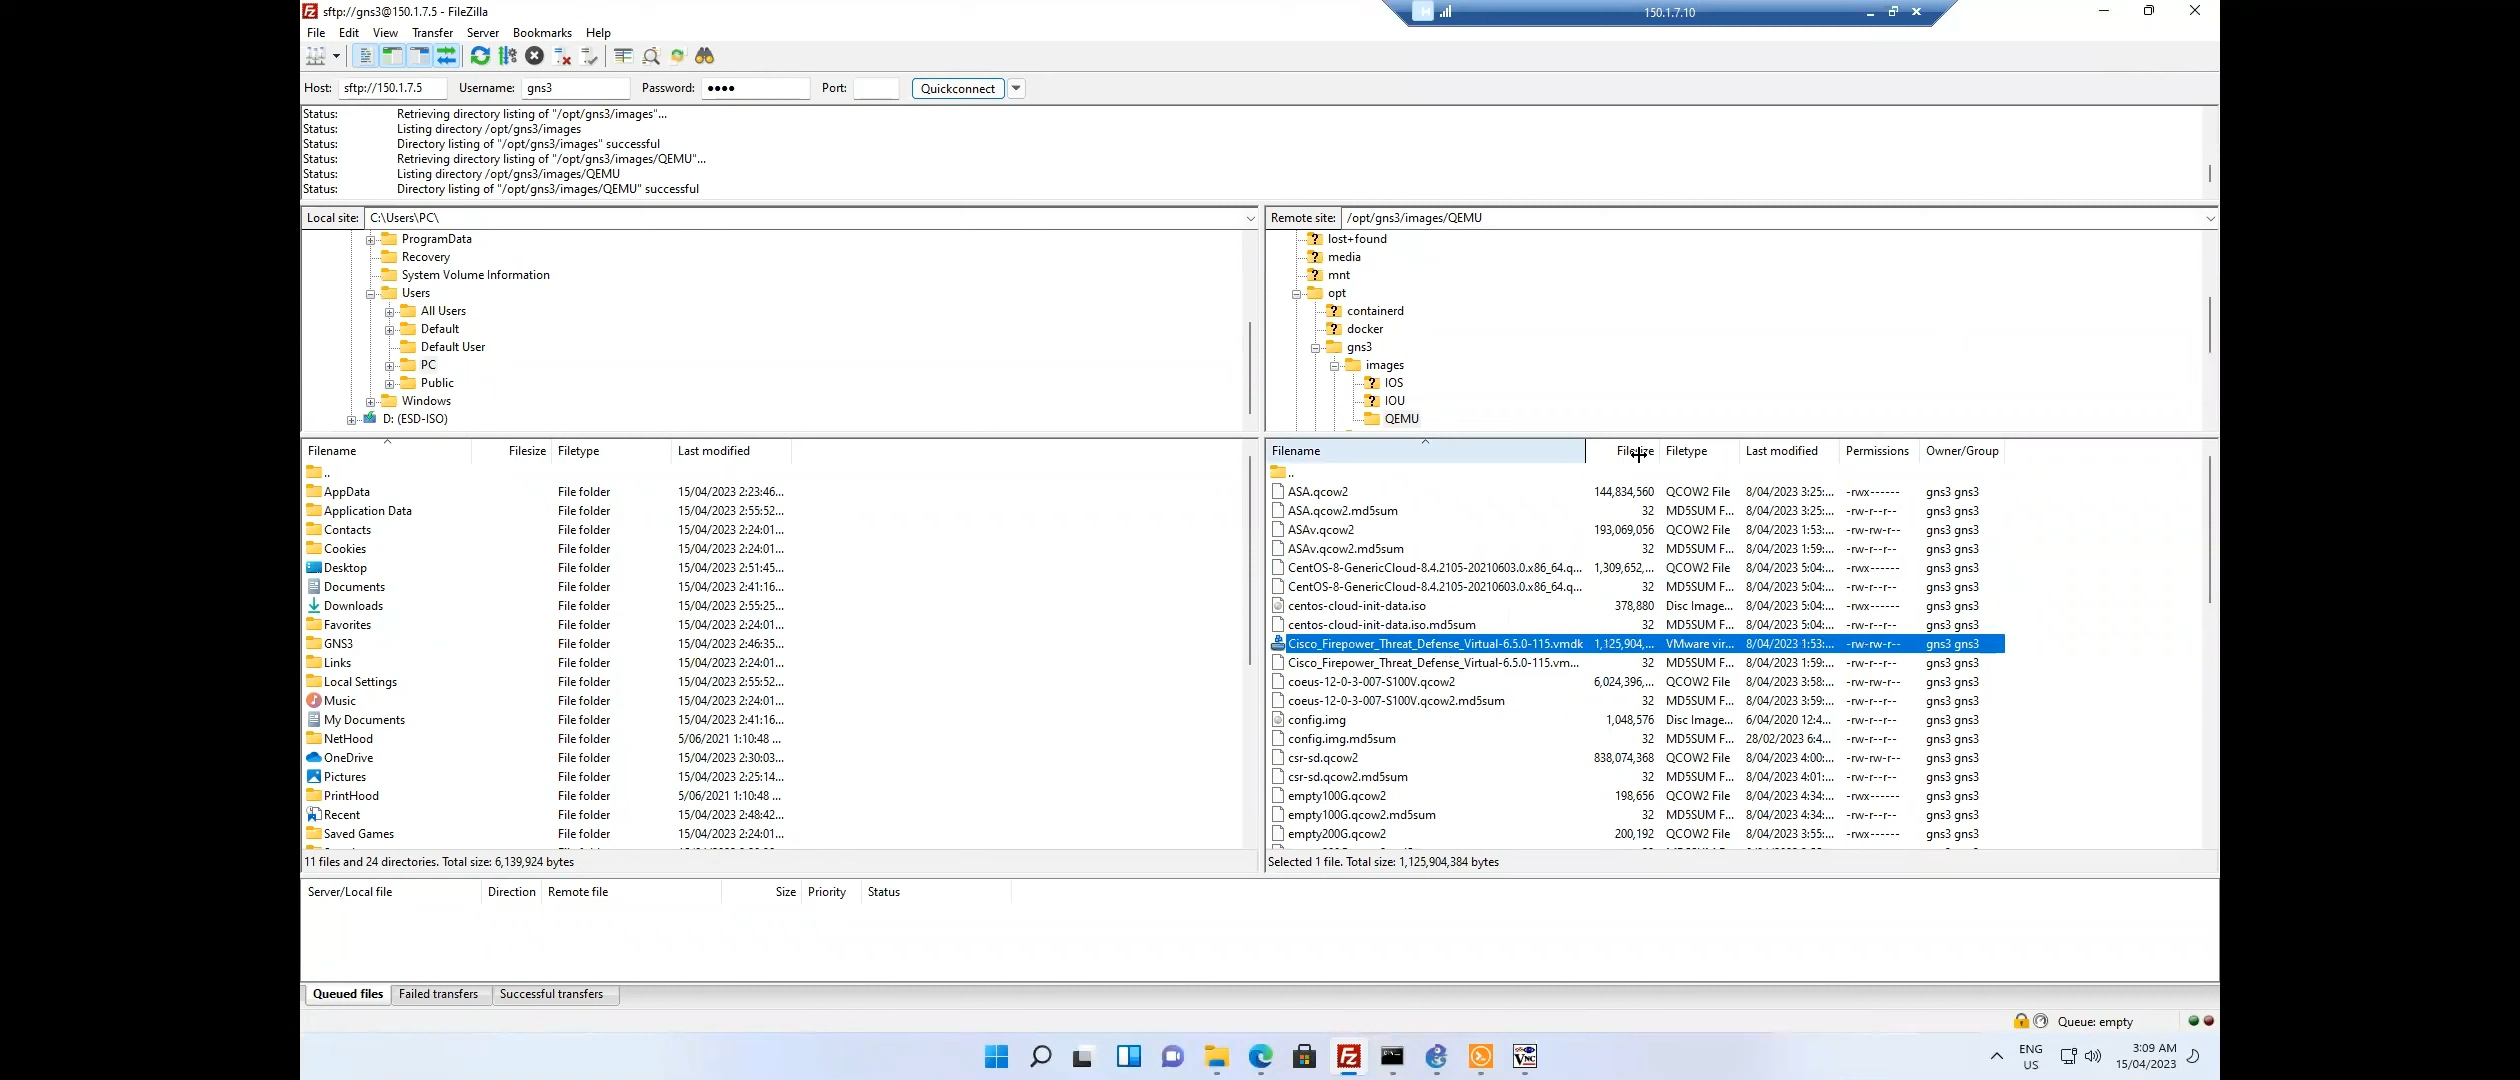 sftp://gns3@150.1.7.5 - FileZilla
150.1.7.10
File Edit View Transfer Server Bookmarks Help
Host: sftp://150.1.7.5 Username: gns3 Password: •••• Port: Quickconnect
Status: Retrieving directory listing of "/opt/gns3/images"...
Status: Listing directory /opt/gns3/images
Status: Directory listing of "/opt/gns3/images" successful
Status: Retrieving directory listing of "/opt/gns3/images/QEMU"...
Status: Listing directory /opt/gns3/images/QEMU
Status: Directory listing of "/opt/gns3/images/QEMU" successful
Local site: C:\Users\PC\
ProgramData
Recovery
System Volume Information
Users
All Users
Default
Default User
PC
Public
Windows
D: (ESD-ISO)
Filename Filesize Filetype Last modified
..
AppData File folder 15/04/2023 2:23:46...
Application Data File folder 15/04/2023 2:55:52...
Contacts File folder 15/04/2023 2:24:01...
Cookies File folder 15/04/2023 2:24:01...
Desktop File folder 15/04/2023 2:51:45...
Documents File folder 15/04/2023 2:41:16...
Downloads File folder 15/04/2023 2:55:25...
Favorites File folder 15/04/2023 2:24:01...
GNS3 File folder 15/04/2023 2:46:35...
Links File folder 15/04/2023 2:24:01...
Local Settings File folder 15/04/2023 2:55:52...
Music File folder 15/04/2023 2:24:01...
My Documents File folder 15/04/2023 2:41:16...
NetHood File folder 5/06/2021 1:10:48 ...
OneDrive File folder 15/04/2023 2:30:03...
Pictures File folder 15/04/2023 2:25:14...
PrintHood File folder 5/06/2021 1:10:48 ...
Recent File folder 15/04/2023 2:48:42...
Saved Games File folder 15/04/2023 2:24:01...
11 files and 24 directories. Total size: 6,139,924 bytes
Remote site: /opt/gns3/images/QEMU
lost+found
media
mnt
opt
containerd
docker
gns3
images
IOS
IOU
QEMU
Filename Filesize Filetype Last modified Permissions Owner/Group
..
ASA.qcow2 144,834,560 QCOW2 File 8/04/2023 3:25:... -rwx------ gns3 gns3
ASA.qcow2.md5sum 32 MD5SUM F... 8/04/2023 3:25:... -rw-r--r-- gns3 gns3
ASAv.qcow2 193,069,056 QCOW2 File 8/04/2023 1:53:... -rw-rw-r-- gns3 gns3
ASAv.qcow2.md5sum 32 MD5SUM F... 8/04/2023 1:59:... -rw-r--r-- gns3 gns3
CentOS-8-GenericCloud-8.4.2105-20210603.0.x86_64.q... 1,309,652,... QCOW2 File 8/04/2023 5:04:... -rwx------ gns3 gns3
CentOS-8-GenericCloud-8.4.2105-20210603.0.x86_64.q... 32 MD5SUM F... 8/04/2023 5:04:... -rw-r--r-- gns3 gns3
centos-cloud-init-data.iso 378,880 Disc Image... 8/04/2023 5:04:... -rwx------ gns3 gns3
centos-cloud-init-data.iso.md5sum 32 MD5SUM F... 8/04/2023 5:04:... -rw-r--r-- gns3 gns3
Cisco_Firepower_Threat_Defense_Virtual-6.5.0-115.vmdk 1,125,904,... VMware vir... 8/04/2023 1:53:... -rw-rw-r-- gns3 gns3
Cisco_Firepower_Threat_Defense_Virtual-6.5.0-115.vm... 32 MD5SUM F... 8/04/2023 1:59:... -rw-r--r-- gns3 gns3
coeus-12-0-3-007-S100V.qcow2 6,024,396,... QCOW2 File 8/04/2023 3:58:... -rw-rw-r-- gns3 gns3
coeus-12-0-3-007-S100V.qcow2.md5sum 32 MD5SUM F... 8/04/2023 3:59:... -rw-r--r-- gns3 gns3
config.img 1,048,576 Disc Image... 6/04/2020 12:4... -rw-r--r-- gns3 gns3
config.img.md5sum 32 MD5SUM F... 28/02/2023 6:4... -rw-r--r-- gns3 gns3
csr-sd.qcow2 838,074,368 QCOW2 File 8/04/2023 4:00:... -rw-rw-r-- gns3 gns3
csr-sd.qcow2.md5sum 32 MD5SUM F... 8/04/2023 4:01:... -rw-r--r-- gns3 gns3
empty100G.qcow2 198,656 QCOW2 File 8/04/2023 4:34:... -rwx------ gns3 gns3
empty100G.qcow2.md5sum 32 MD5SUM F... 8/04/2023 4:34:... -rw-r--r-- gns3 gns3
empty200G.qcow2 200,192 QCOW2 File 8/04/2023 3:55:... -rwx------ gns3 gns3
Selected 1 file. Total size: 1,125,904,384 bytes
Server/Local file Direction Remote file Size Priority Status
Queued files Failed transfers Successful transfers
Queue: empty
ENG
US
3:09 AM
15/04/2023